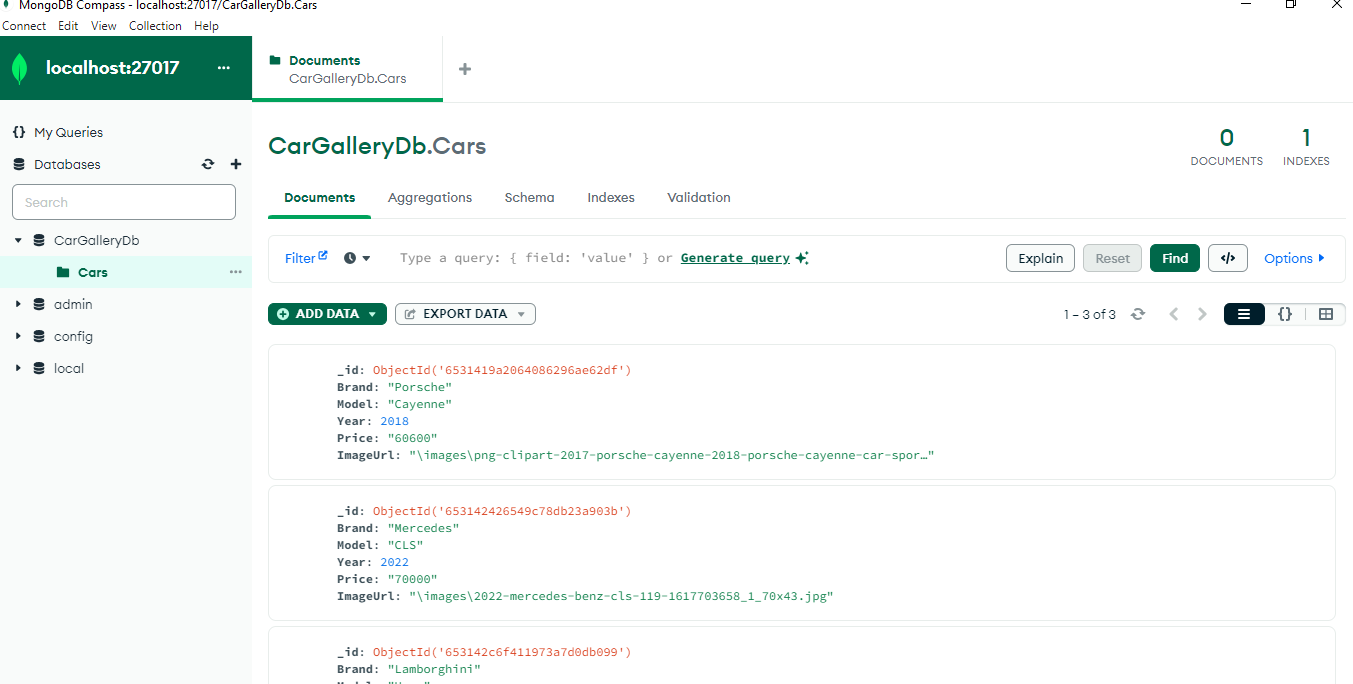 MongoDB Compass - localhost:27017/CarGalleryDb.Cars
Connect Edit View Collection Help
localhost:27017 ...
Documents
CarGalleryDb.Cars
{} My Queries
Databases
Search
CarGalleryDb
Cars ...
admin
config
local
CarGalleryDb.Cars
0
DOCUMENTS
1
INDEXES
Documents Aggregations Schema Indexes Validation
Filter Type a query: { field: 'value' } or Generate query Explain Reset Find </> Options
ADD DATA EXPORT DATA 1 – 3 of 3 {}
_id: ObjectId('6531419a2064086296ae62df')
Brand: "Porsche"
Model: "Cayenne"
Year: 2018
Price: "60600"
ImageUrl: "\images\png-clipart-2017-porsche-cayenne-2018-porsche-cayenne-car-spor…"
_id: ObjectId('653142426549c78db23a903b')
Brand: "Mercedes"
Model: "CLS"
Year: 2022
Price: "70000"
ImageUrl: "\images\2022-mercedes-benz-cls-119-1617703658_1_70x43.jpg"
_id: ObjectId('653142c6f411973a7d0db099')
Brand: "Lamborghini"